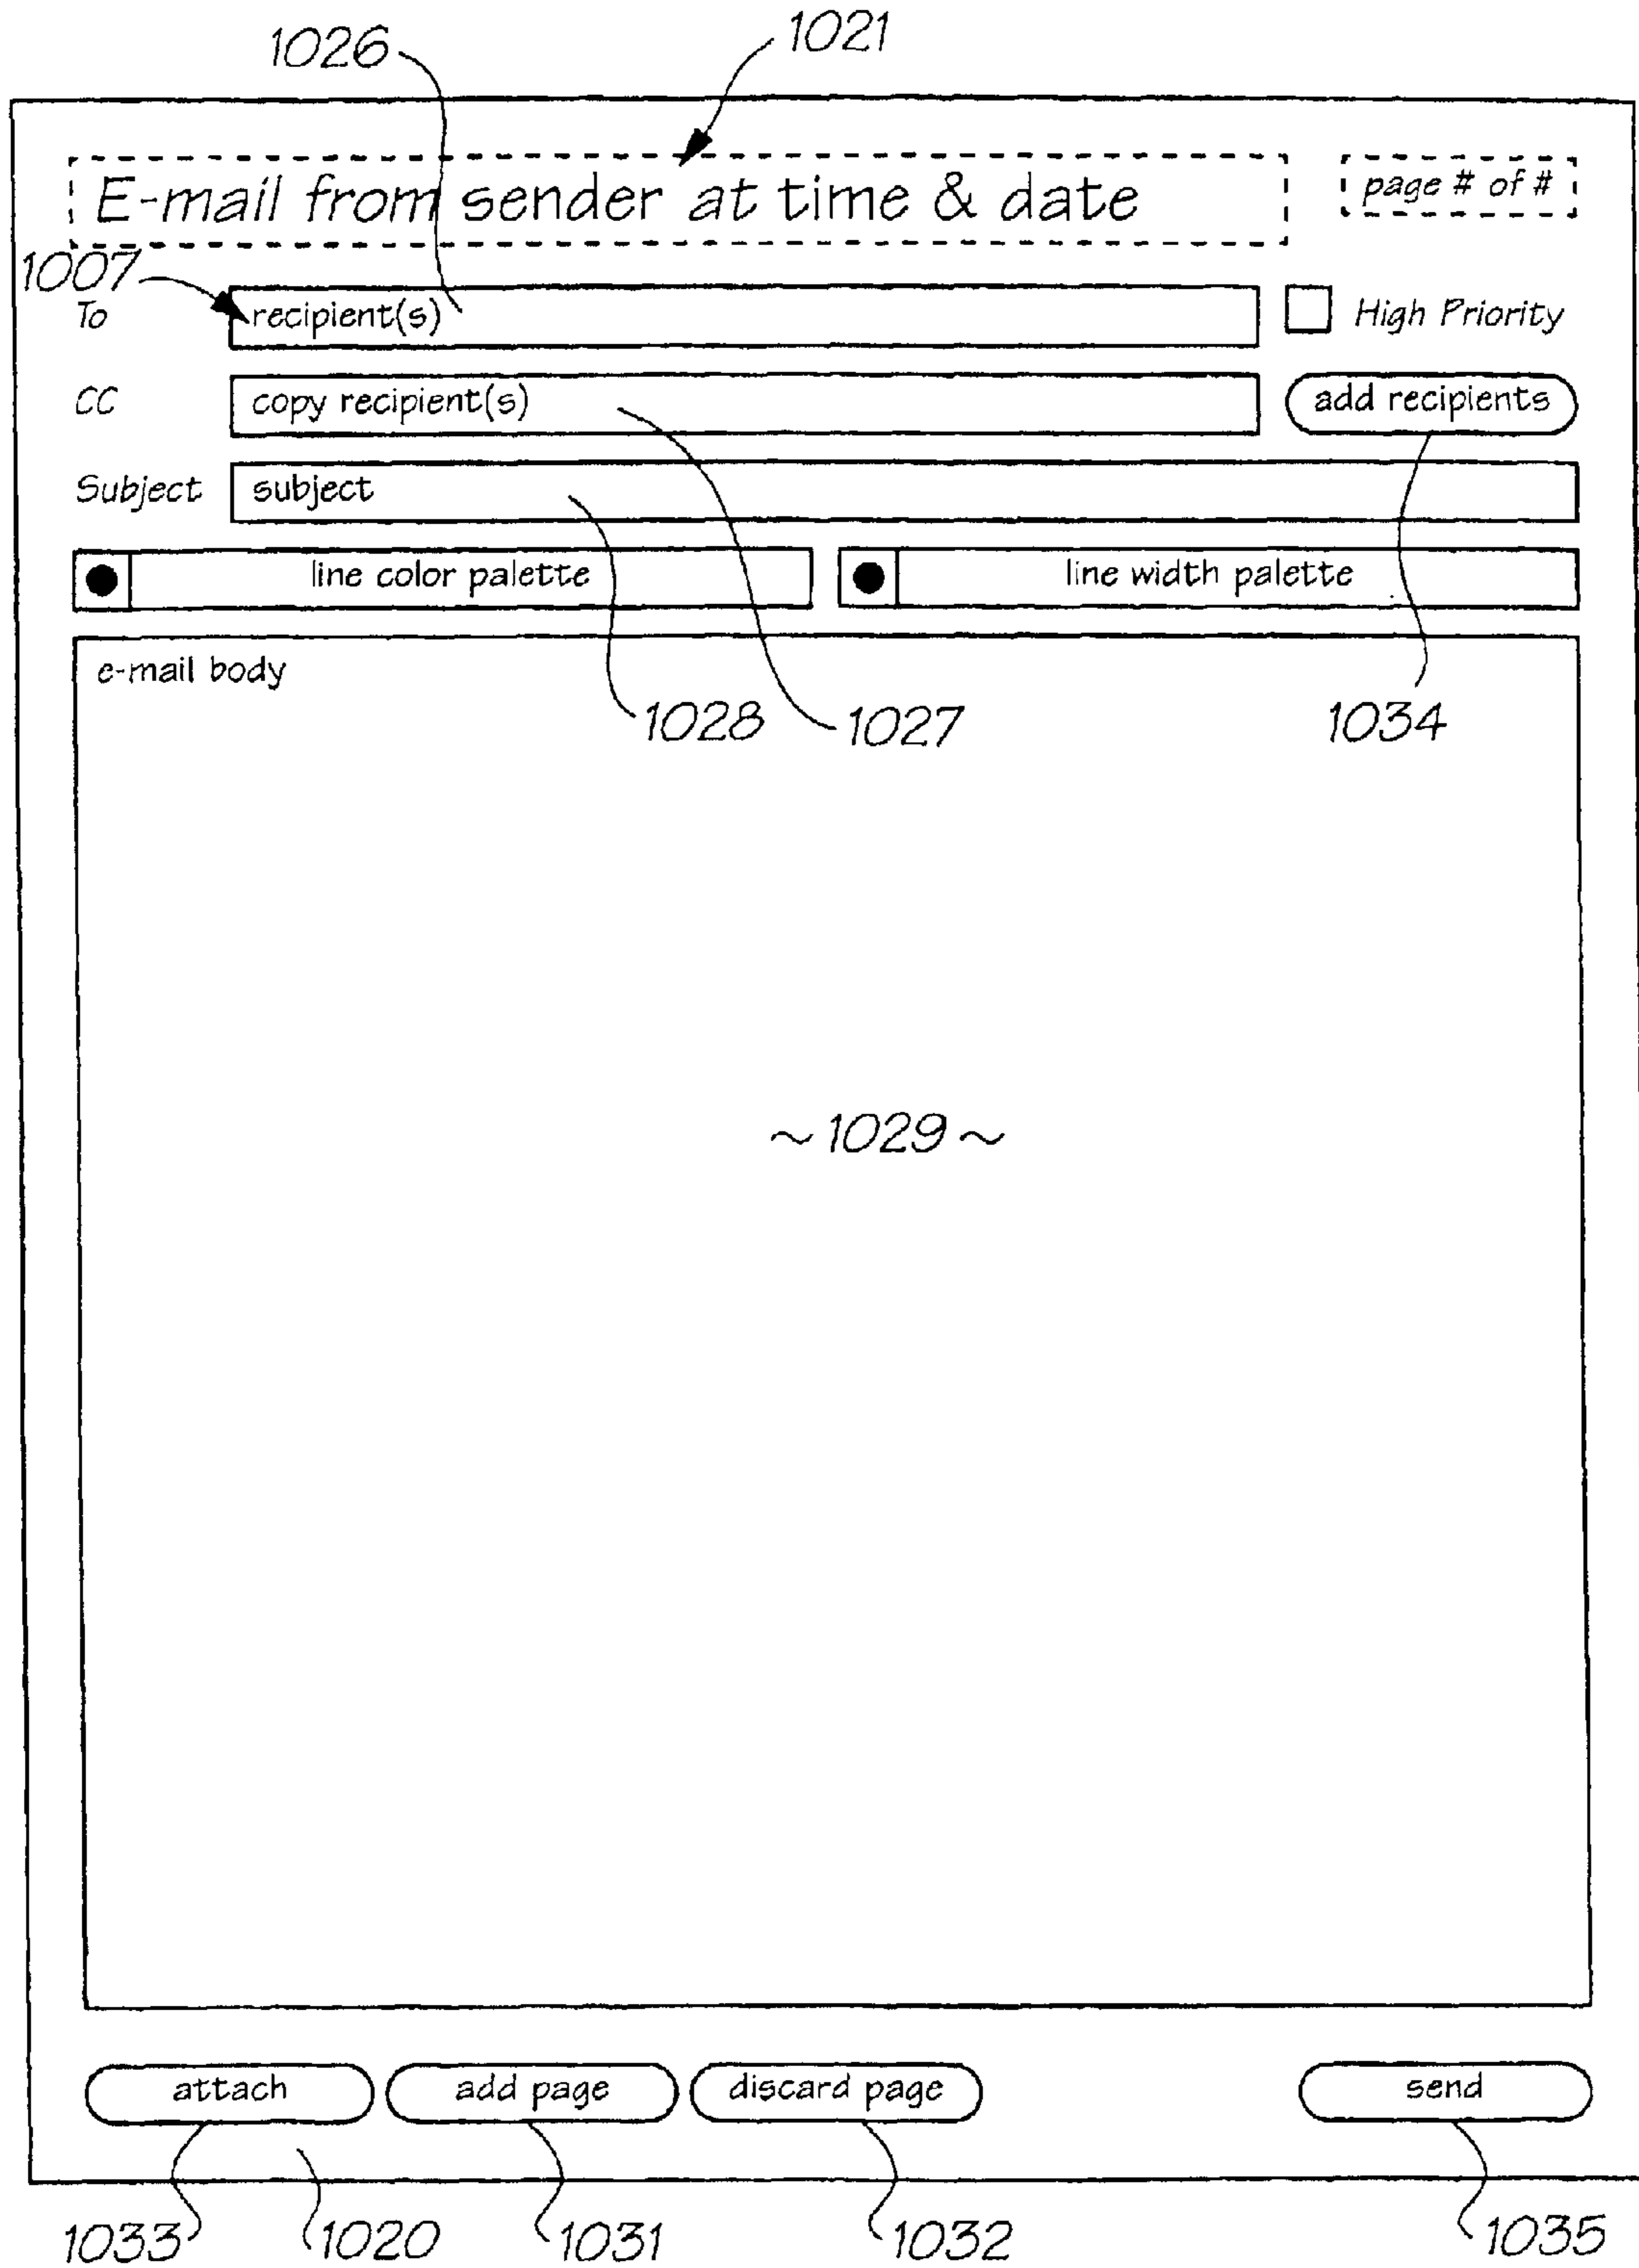 1026 1021
E-mail from sender at time & date page # of #
1007
To recipient(s) High Priority
CC copy recipient(s) add recipients
Subject subject
line color palette line width palette
e-mail body
1028 1027 1034
~1029~
attach add page discard page send
1033 1020 1031 1032 1035